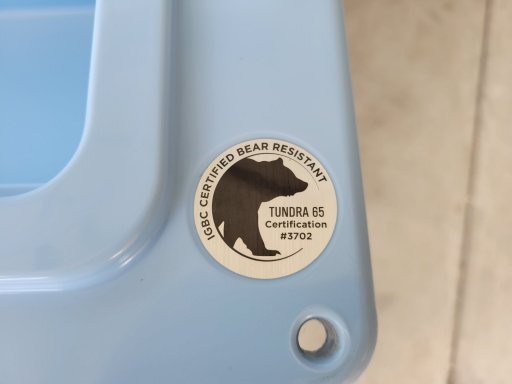 IGBC CERTIFIED BEAR RESISTANT
TUNDRA 65
Certification
#3702